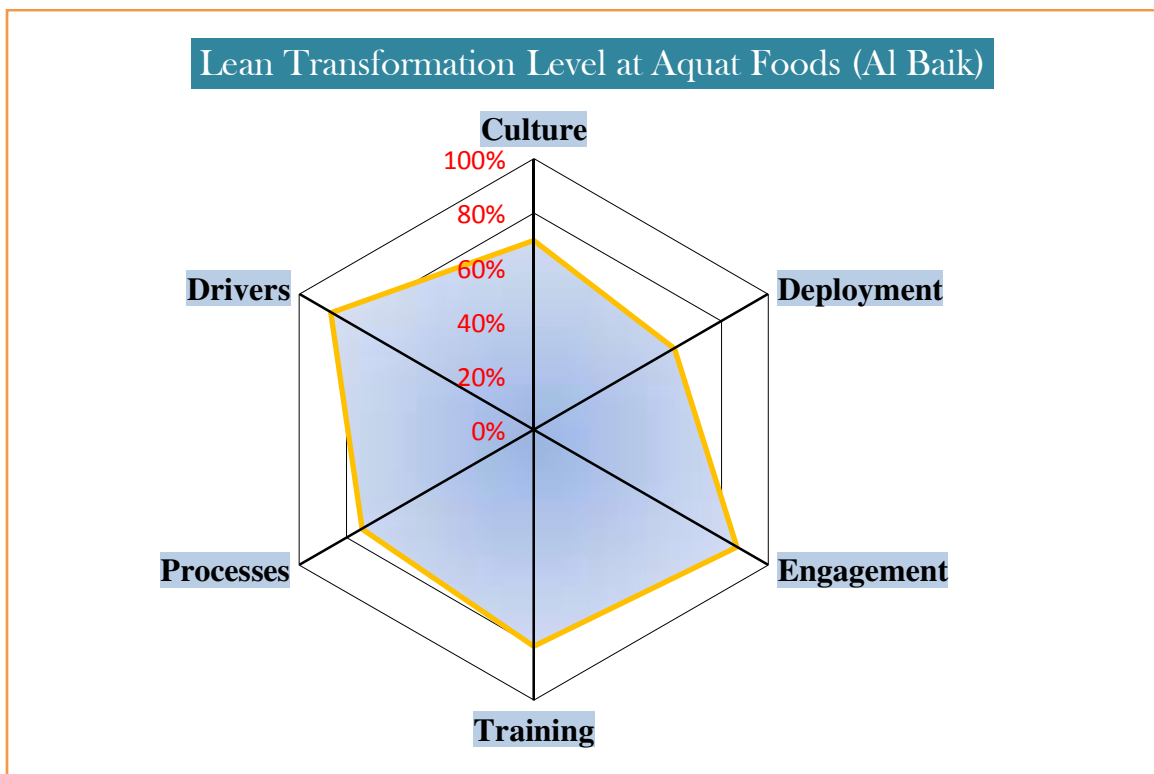 Lean Transformation Level at Aquat Foods (Al Baik)
Culture
100%
80%
60%
40%
20%
0%
Drivers
Deployment
Processes
Engagement
Training